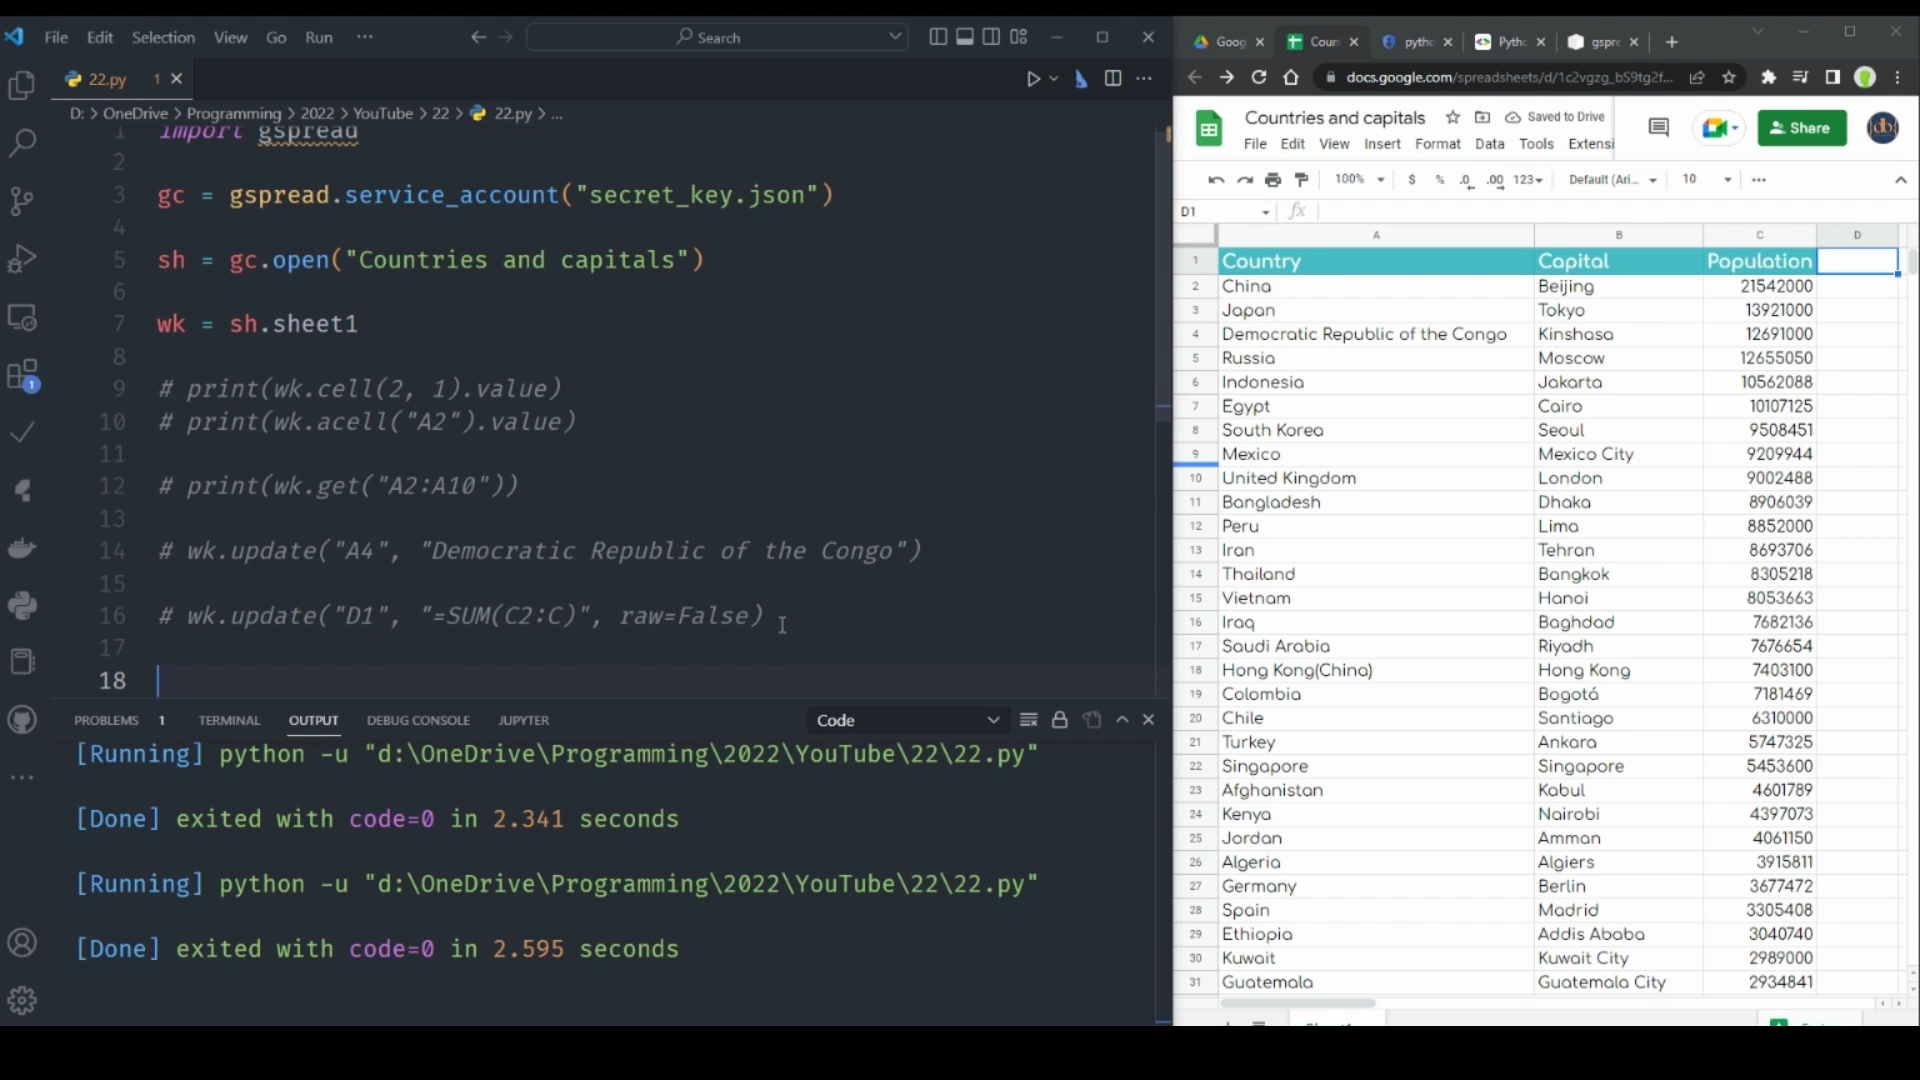 File Edit Selection View Go Run ··· Search
22.py 1
D: > OneDrive > Programming > 2022 > YouTube > 22 > 22.py > ...
1 import gspread
2
3 gc = gspread.service_account("secret_key.json")
4
5 sh = gc.open("Countries and capitals")
6
7 wk = sh.sheet1
8
9 # print(wk.cell(2, 1).value)
10 # print(wk.acell("A2").value)
11
12 # print(wk.get("A2:A10"))
13
14 # wk.update("A4", "Democratic Republic of the Congo")
15
16 # wk.update("D1", "=SUM(C2:C)", raw=False)
17
18
PROBLEMS 1 TERMINAL OUTPUT DEBUG CONSOLE JUPYTER Code
[Running] python -u "d:\OneDrive\Programming\2022\YouTube\22\22.py"
[Done] exited with code=0 in 2.341 seconds
[Running] python -u "d:\OneDrive\Programming\2022\YouTube\22\22.py"
[Done] exited with code=0 in 2.595 seconds
1
Goog Coun pytho Pytho gspre
docs.google.com/spreadsheets/d/1c2vgzg_bS9tg2f...
Countries and capitals Saved to Drive
File Edit View Insert Format Data Tools Extensi
Share
100% $ % .0 .00 123 Default (Ari... 10 ···
D1 fx
A B C D
1 Country Capital Population
2 China Beijing 21542000
3 Japan Tokyo 13921000
4 Democratic Republic of the Congo Kinshasa 12691000
5 Russia Moscow 12655050
6 Indonesia Jakarta 10562088
7 Egypt Cairo 10107125
8 South Korea Seoul 9508451
9 Mexico Mexico City 9209944
10 United Kingdom London 9002488
11 Bangladesh Dhaka 8906039
12 Peru Lima 8852000
13 Iran Tehran 8693706
14 Thailand Bangkok 8305218
15 Vietnam Hanoi 8053663
16 Iraq Baghdad 7682136
17 Saudi Arabia Riyadh 7676654
18 Hong Kong(China) Hong Kong 7403100
19 Colombia Bogotá 7181469
20 Chile Santiago 6310000
21 Turkey Ankara 5747325
22 Singapore Singapore 5453600
23 Afghanistan Kabul 4601789
24 Kenya Nairobi 4397073
25 Jordan Amman 4061150
26 Algeria Algiers 3915811
27 Germany Berlin 3677472
28 Spain Madrid 3305408
29 Ethiopia Addis Ababa 3040740
30 Kuwait Kuwait City 2989000
31 Guatemala Guatemala City 2934841